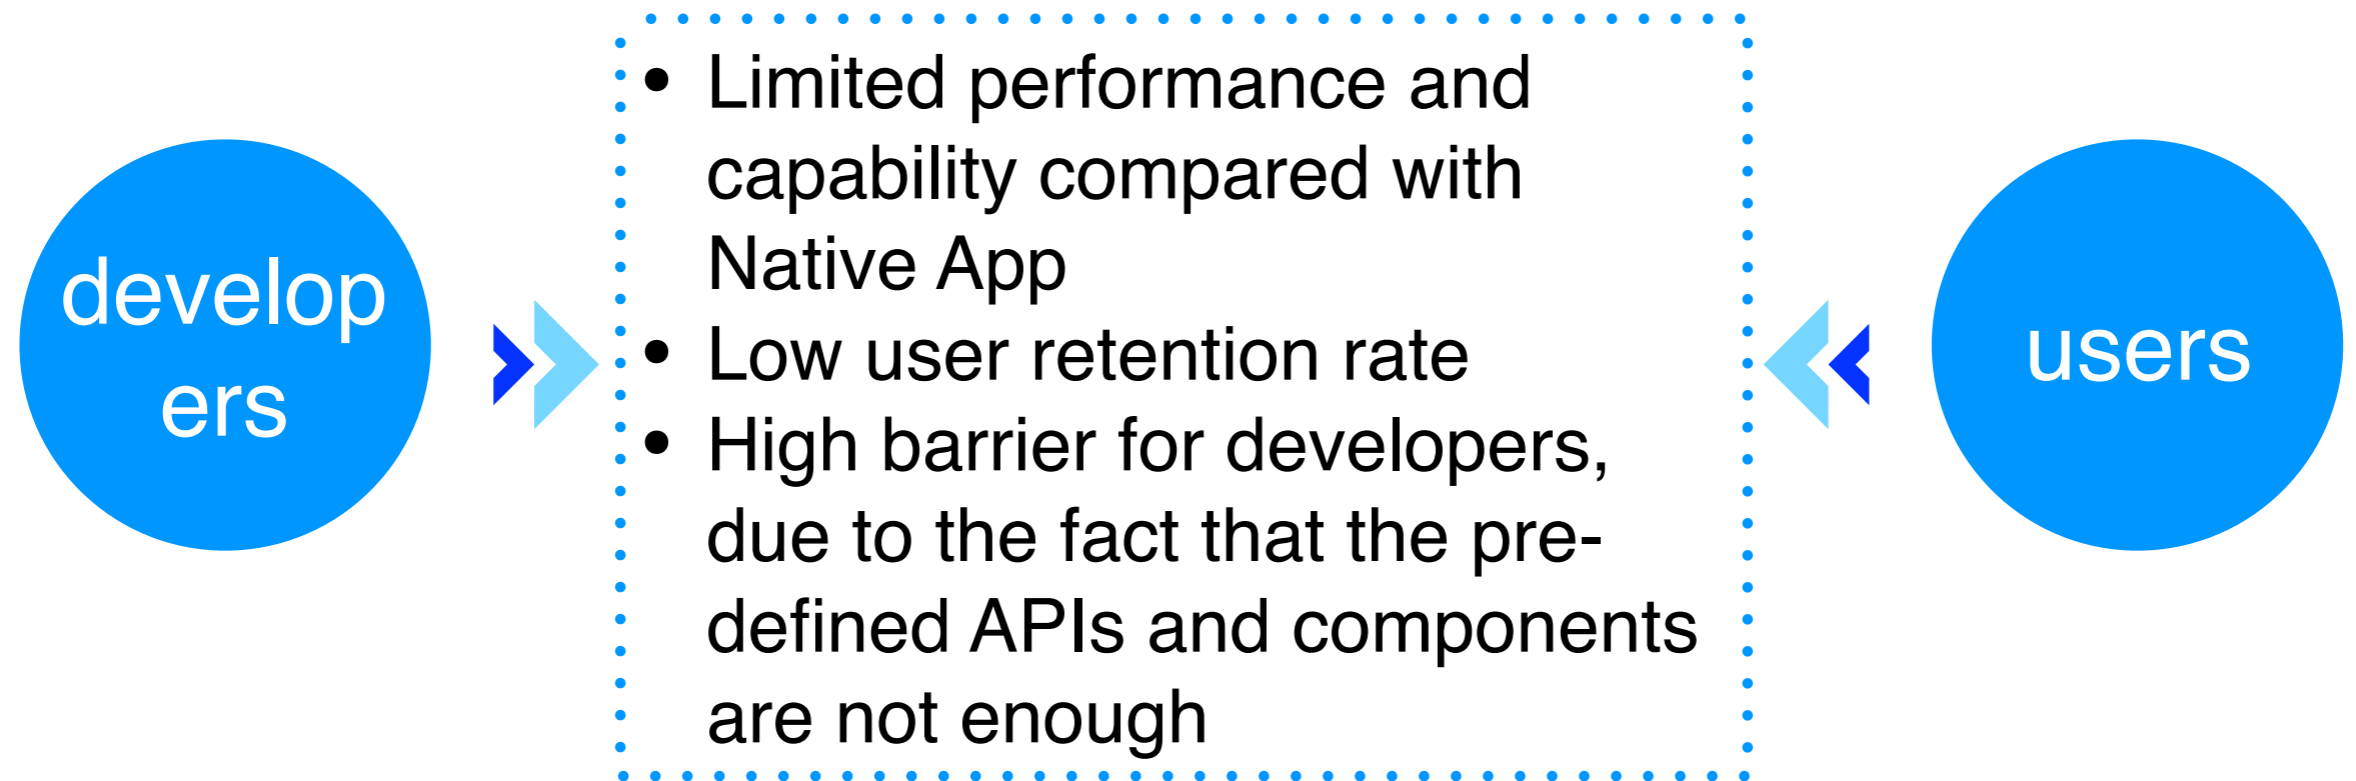 develop
ers
• Limited performance and
capability compared with
Native App
• Low user retention rate
• High barrier for developers,
due to the fact that the pre-
defined APIs and components
are not enough
users